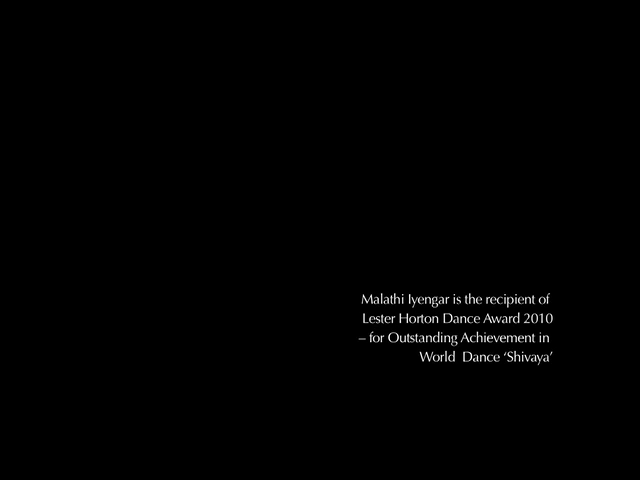 Malathi Iyengar is the recipient of
Lester Horton Dance Award 2010
– for Outstanding Achievement in
World  Dance ‘Shivaya’